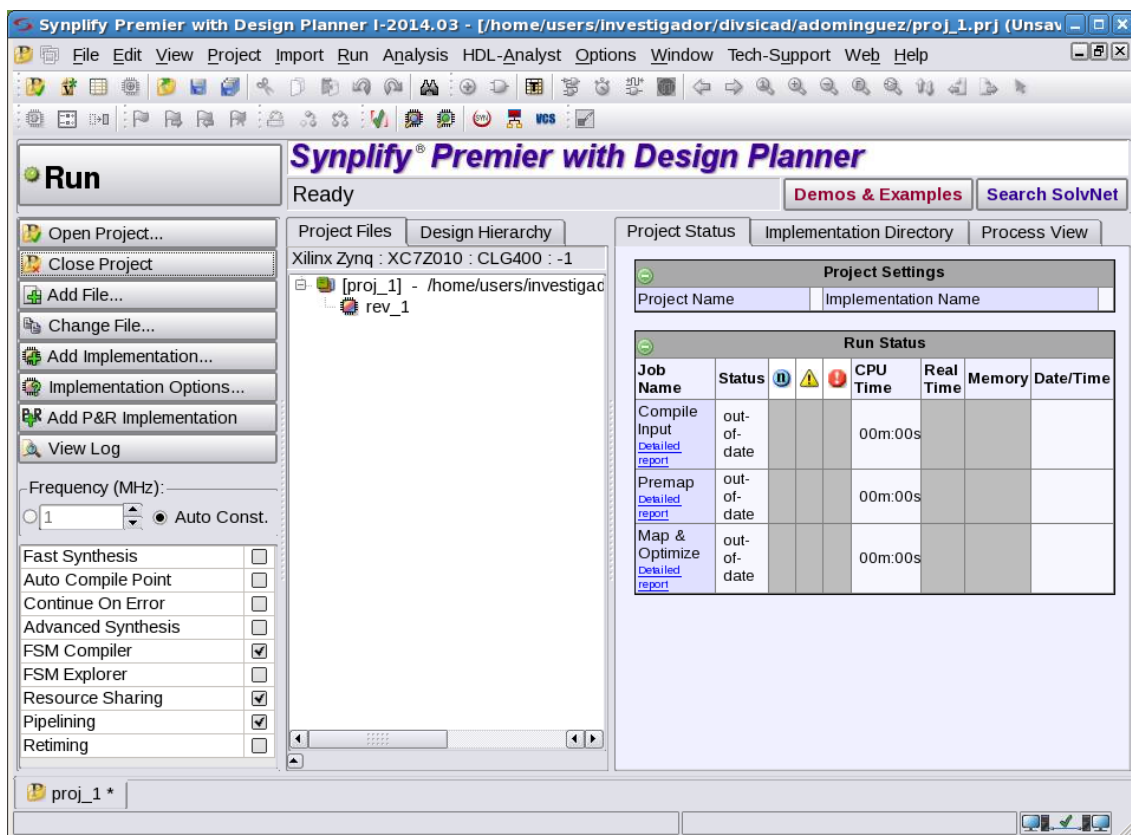 Synplify Premier with Design Planner I-2014.03 - [/home/users/investigador/divsicad/adominguez/proj_1.prj (Unsav
File Edit View Project Import Run Analysis HDL-Analyst Options Window Tech-Support Web Help
VCS
Run
Synplify® Premier with Design Planner
Ready
Demos & Examples
Search SolvNet
Open Project...
Close Project
Add File...
Change File...
Add Implementation...
Implementation Options...
Add P&R Implementation
View Log
Frequency (MHz):
1
Auto Const.
Fast Synthesis
Auto Compile Point
Continue On Error
Advanced Synthesis
FSM Compiler
FSM Explorer
Resource Sharing
Pipelining
Retiming
Project Files
Design Hierarchy
Xilinx Zynq : XC7Z010 : CLG400 : -1
[proj_1] - /home/users/investigad
rev_1
Project Status
Implementation Directory
Process View
Project Settings
Project Name
Implementation Name
Run Status
Job Name
Status
CPU Time
Real Time
Memory
Date/Time
Compile Input
Detailed report
out-of-date
00m:00s
Premap
Detailed report
out-of-date
00m:00s
Map & Optimize
Detailed report
out-of-date
00m:00s
proj_1 *